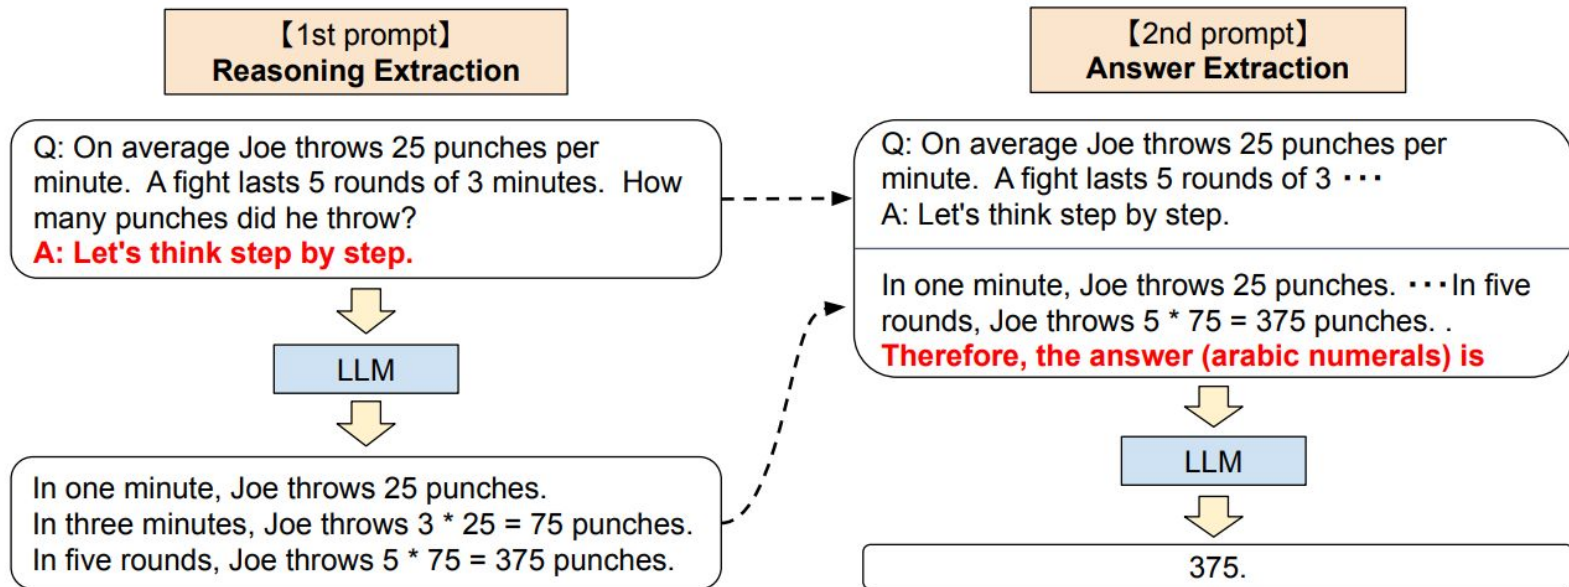 【1st prompt】
Reasoning Extraction
Q: On average Joe throws 25 punches per
minute. A fight lasts 5 rounds of 3 minutes. How
many punches did he throw?
A: Let's think step by step.
LLM
In one minute, Joe throws 25 punches.
In three minutes, Joe throws 3 * 25 = 75 punches.
In five rounds, Joe throws 5 * 75 = 375 punches.
【2nd prompt】
Answer Extraction
Q: On average Joe throws 25 punches per
minute. A fight lasts 5 rounds of 3 ・・・
A: Let's think step by step.
In one minute, Joe throws 25 punches. ・・・In five
rounds, Joe throws 5 * 75 = 375 punches. .
Therefore, the answer (arabic numerals) is
LLM
375.